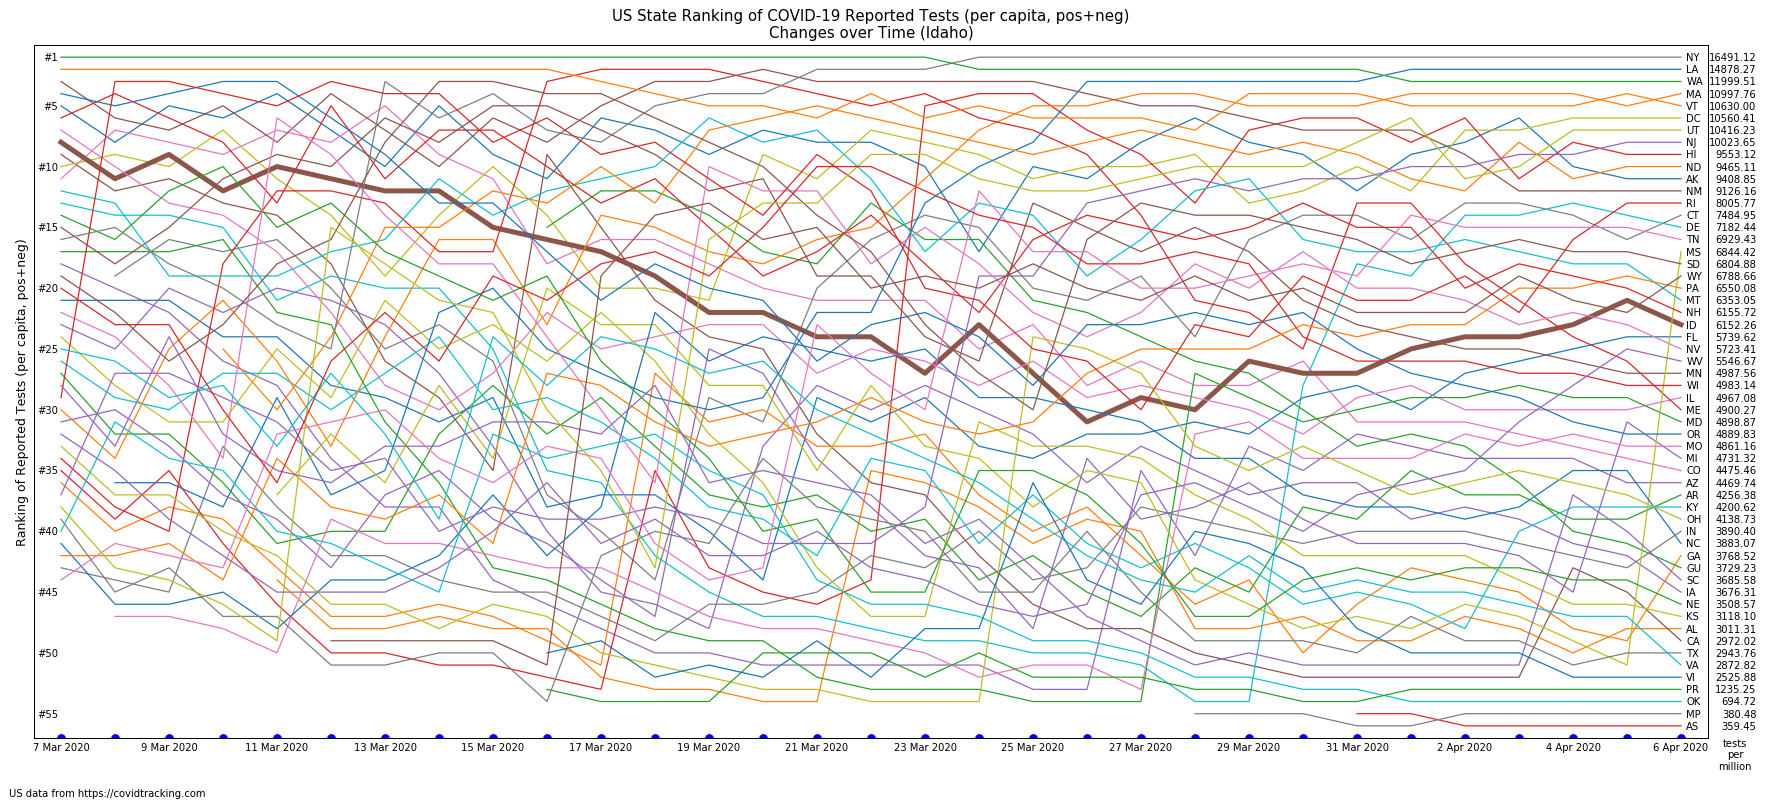 US State Ranking of COVID-19 Reported Tests (per capita, pos+neg)
Changes over Time (Idaho)
Ranking of Reported Tests (per capita, pos+neg)
#1
#5
#10
#15
#20
#25
#30
#35
#40
#45
#50
#55
NY 16491.12
LA 14878.27
WA 11999.51
MA 10997.76
VT 10630.00
DC 10560.41
UT 10416.23
NJ 10023.65
HI 9553.12
ND 9465.11
AK 9408.85
NM 9126.16
RI 8005.77
CT 7484.95
DE 7182.44
TN 6929.43
MS 6844.42
SD 6804.88
WY 6788.66
PA 6550.08
MT 6353.05
NH 6155.72
ID 6152.26
FL 5739.62
NV 5723.41
WV 5546.67
MN 4987.56
WI 4983.14
IL 4967.08
ME 4900.27
MD 4898.87
OR 4889.83
MO 4861.16
MI 4731.32
CO 4475.46
AZ 4469.74
AR 4256.38
KY 4200.62
OH 4138.73
IN 3890.40
NC 3883.07
GA 3768.52
GU 3729.23
SC 3685.58
IA 3676.31
NE 3508.57
KS 3118.10
AL 3011.31
CA 2972.02
TX 2943.76
VA 2872.82
VI 2525.88
PR 1235.25
OK 694.72
MP 380.48
AS 359.45
7 Mar 2020 9 Mar 2020 11 Mar 2020 13 Mar 2020 15 Mar 2020 17 Mar 2020 19 Mar 2020 21 Mar 2020 23 Mar 2020 25 Mar 2020 27 Mar 2020 29 Mar 2020 31 Mar 2020 2 Apr 2020 4 Apr 2020 6 Apr 2020
tests
per
million
US data from https://covidtracking.com